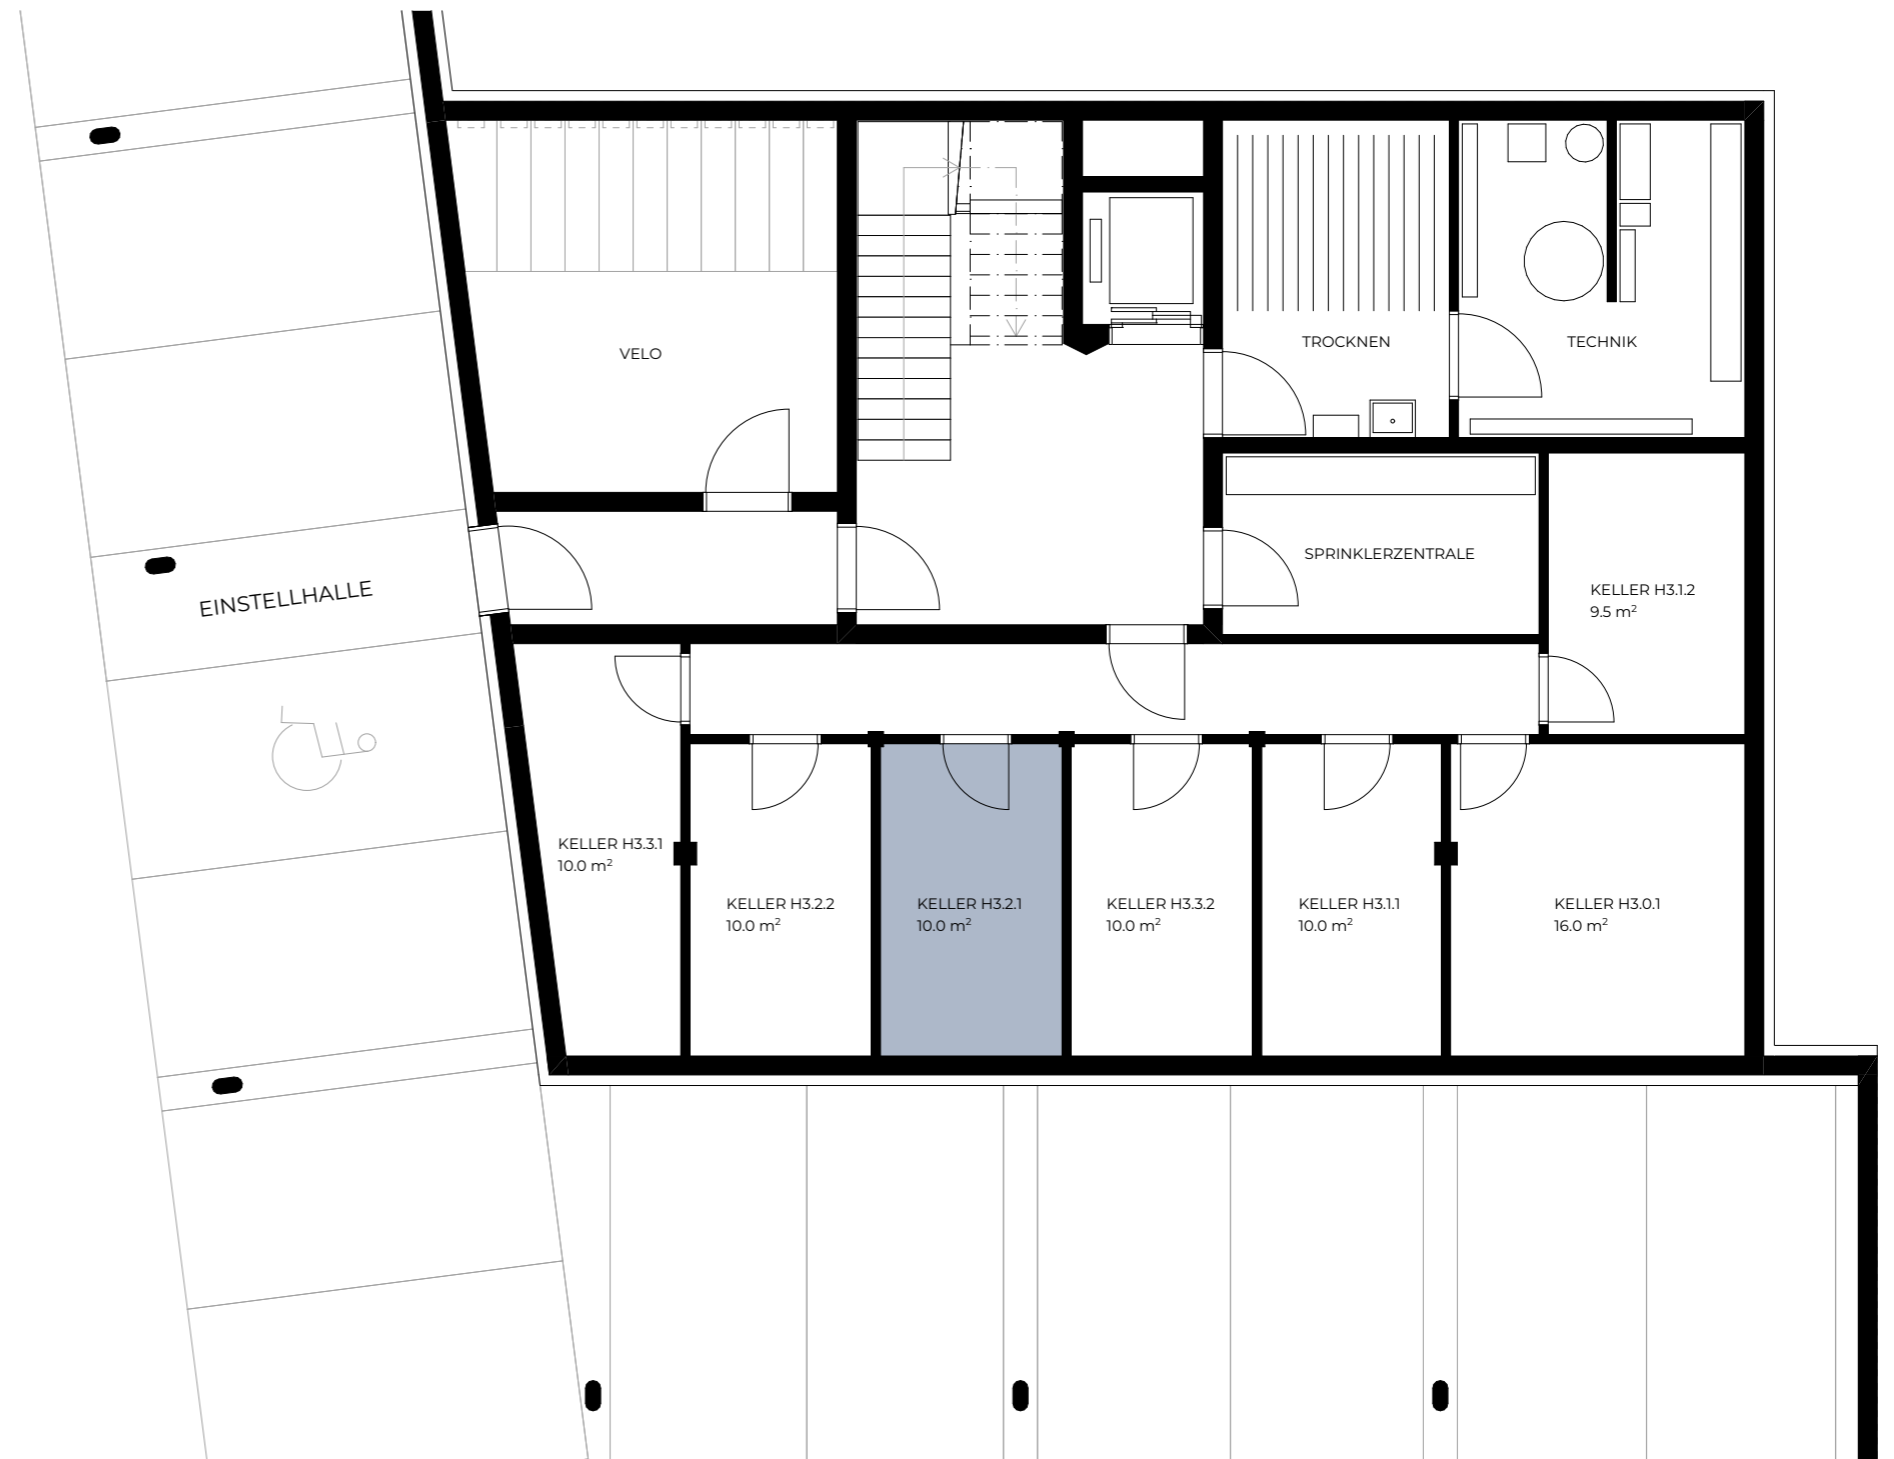 TROCKNEN
TECHNIK
VELO
SPRINKLERZENTRALE
EINSTELLHALLE
KELLER H3.1.2
9.5 m²
KELLER H3.3.1
10.0 m²
KELLER H3.2.2
10.0 m²
KELLER H3.2.1
10.0 m²
KELLER H3.3.2
10.0 m²
KELLER H3.1.1
10.0 m²
KELLER H3.0.1
16.0 m²